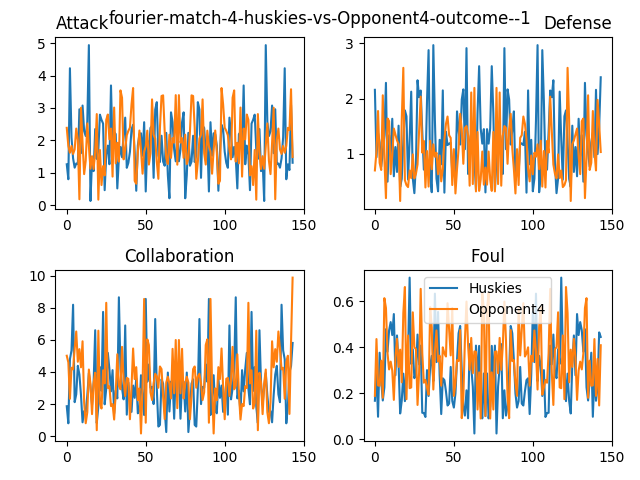 fourier-match-4-huskies-vs-Opponent4-outcome--1
Attack
Defense
5
4
3
2
1
0
0 50 100 150
3
2
1
0 50 100 150
Collaboration
Foul
10
8
6
4
2
0
0 50 100 150
0.6
0.4
0.2
0.0
0 50 100 150
Huskies
Opponent4